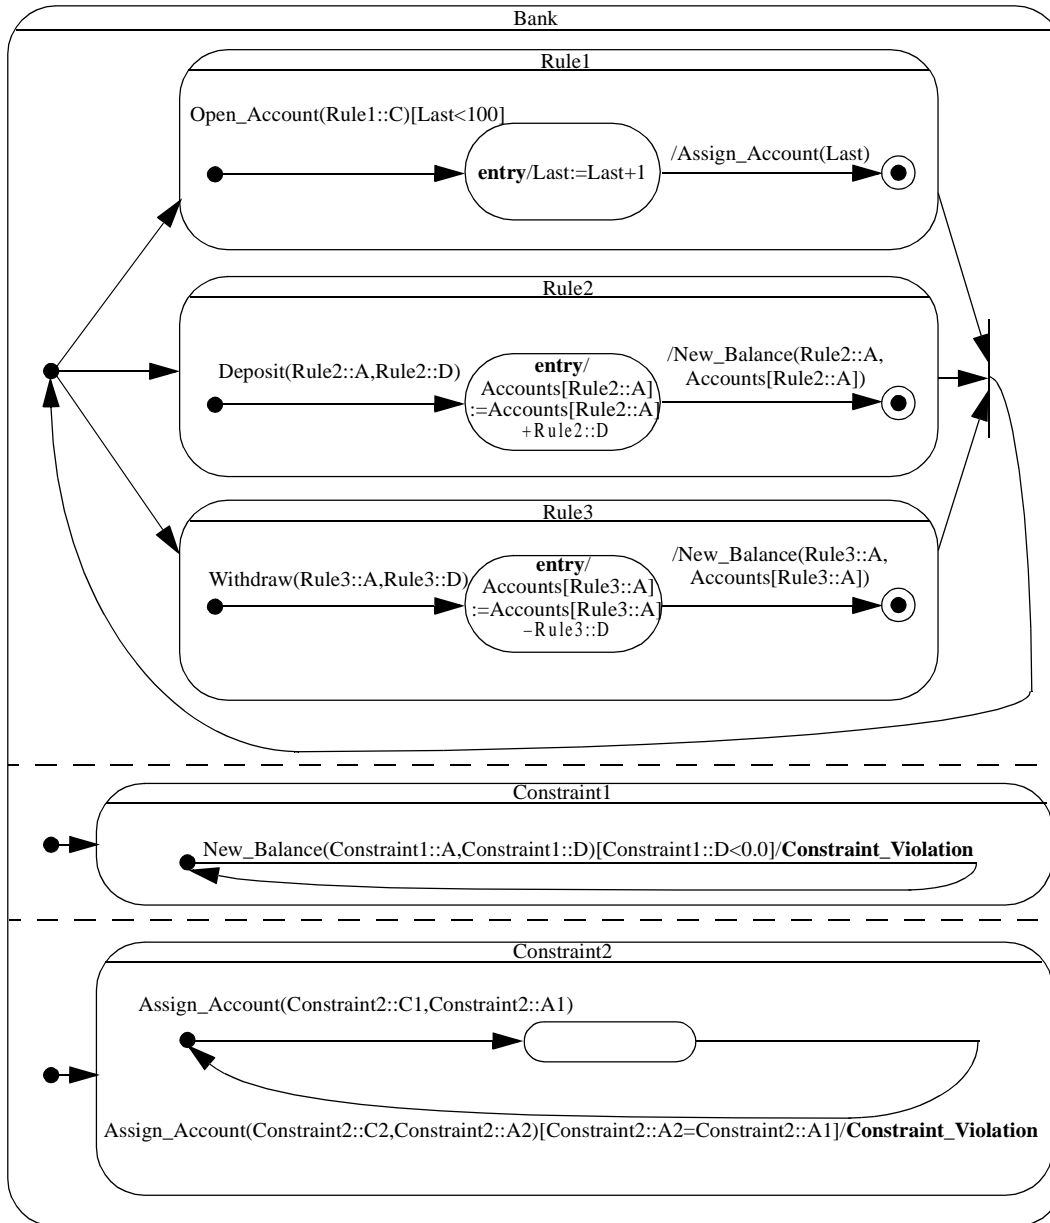 Bank
Rule1
Open_Account(Rule1::C)[Last<100]
entry/Last:=Last+1
/Assign_Account(Last)
Rule2
Deposit(Rule2::A,Rule2::D)
entry/
Accounts[Rule2::A]
:=Accounts[Rule2::A]
+Rule2::D
/New_Balance(Rule2::A,
Accounts[Rule2::A])
Rule3
Withdraw(Rule3::A,Rule3::D)
entry/
Accounts[Rule3::A]
:=Accounts[Rule3::A]
–Rule3::D
/New_Balance(Rule3::A,
Accounts[Rule3::A])
Constraint1
New_Balance(Constraint1::A,Constraint1::D)[Constraint1::D<0.0]/Constraint_Violation
Constraint2
Assign_Account(Constraint2::C1,Constraint2::A1)
Assign_Account(Constraint2::C2,Constraint2::A2)[Constraint2::A2=Constraint2::A1]/Constraint_Violation